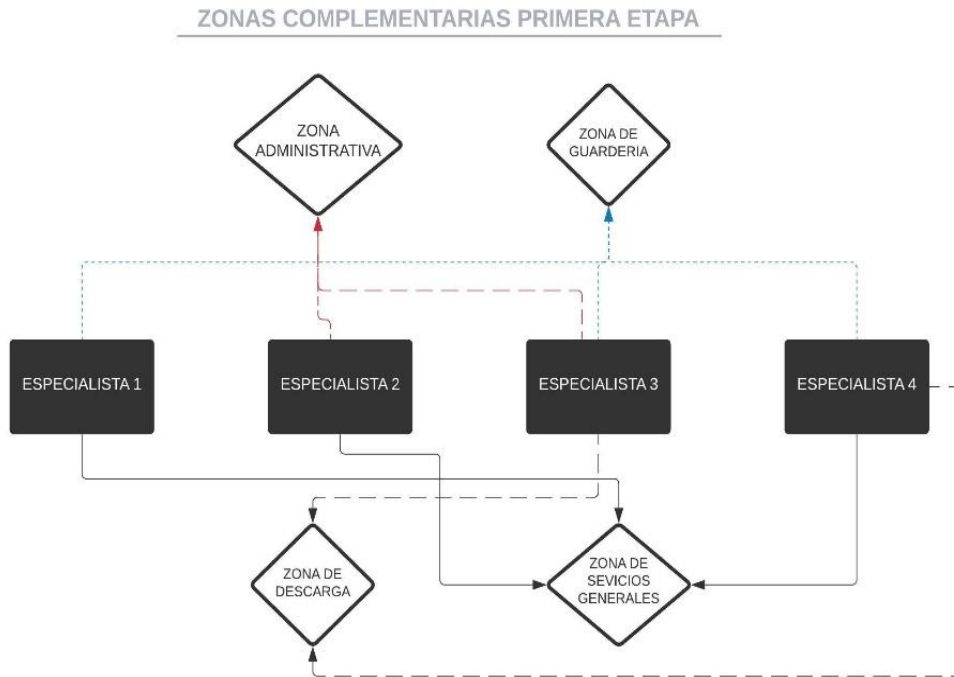 ZONAS COMPLEMENTARIAS PRIMERA ETAPA
ZONA
ADMINISTRATIVA
ZONA DE
GUARDERIA
ESPECIALISTA 1
ESPECIALISTA 2
ESPECIALISTA 3
ESPECIALISTA 4
ZONA DE
DESCARGA
ZONA DE
SEVICIOS
GENERALES